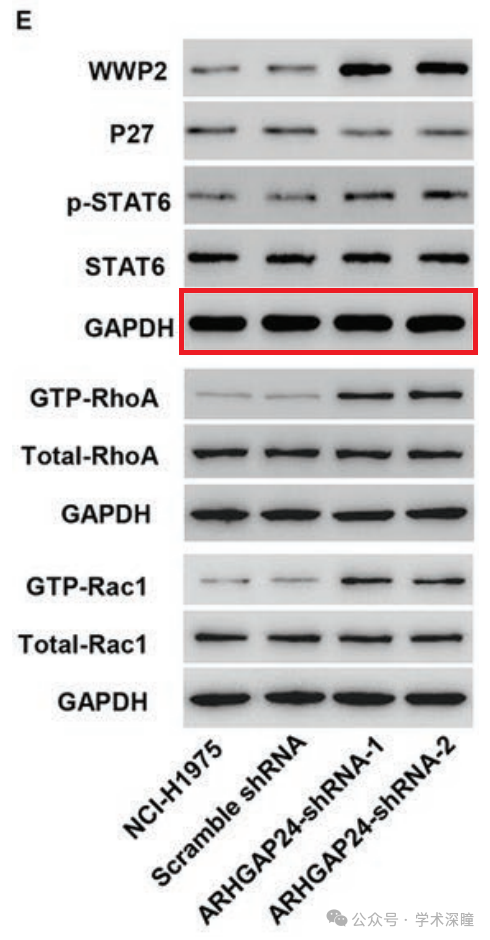 E
WWP2
P27
p-STAT6
STAT6
GAPDH
GTP-RhoA
Total-RhoA
GAPDH
GTP-Rac1
Total-Rac1
GAPDH
NCI-H1975
Scramble shRNA
ARHGAP24-shRNA-1
ARHGAP24-shRNA-2
公众号 · 学术深瞳